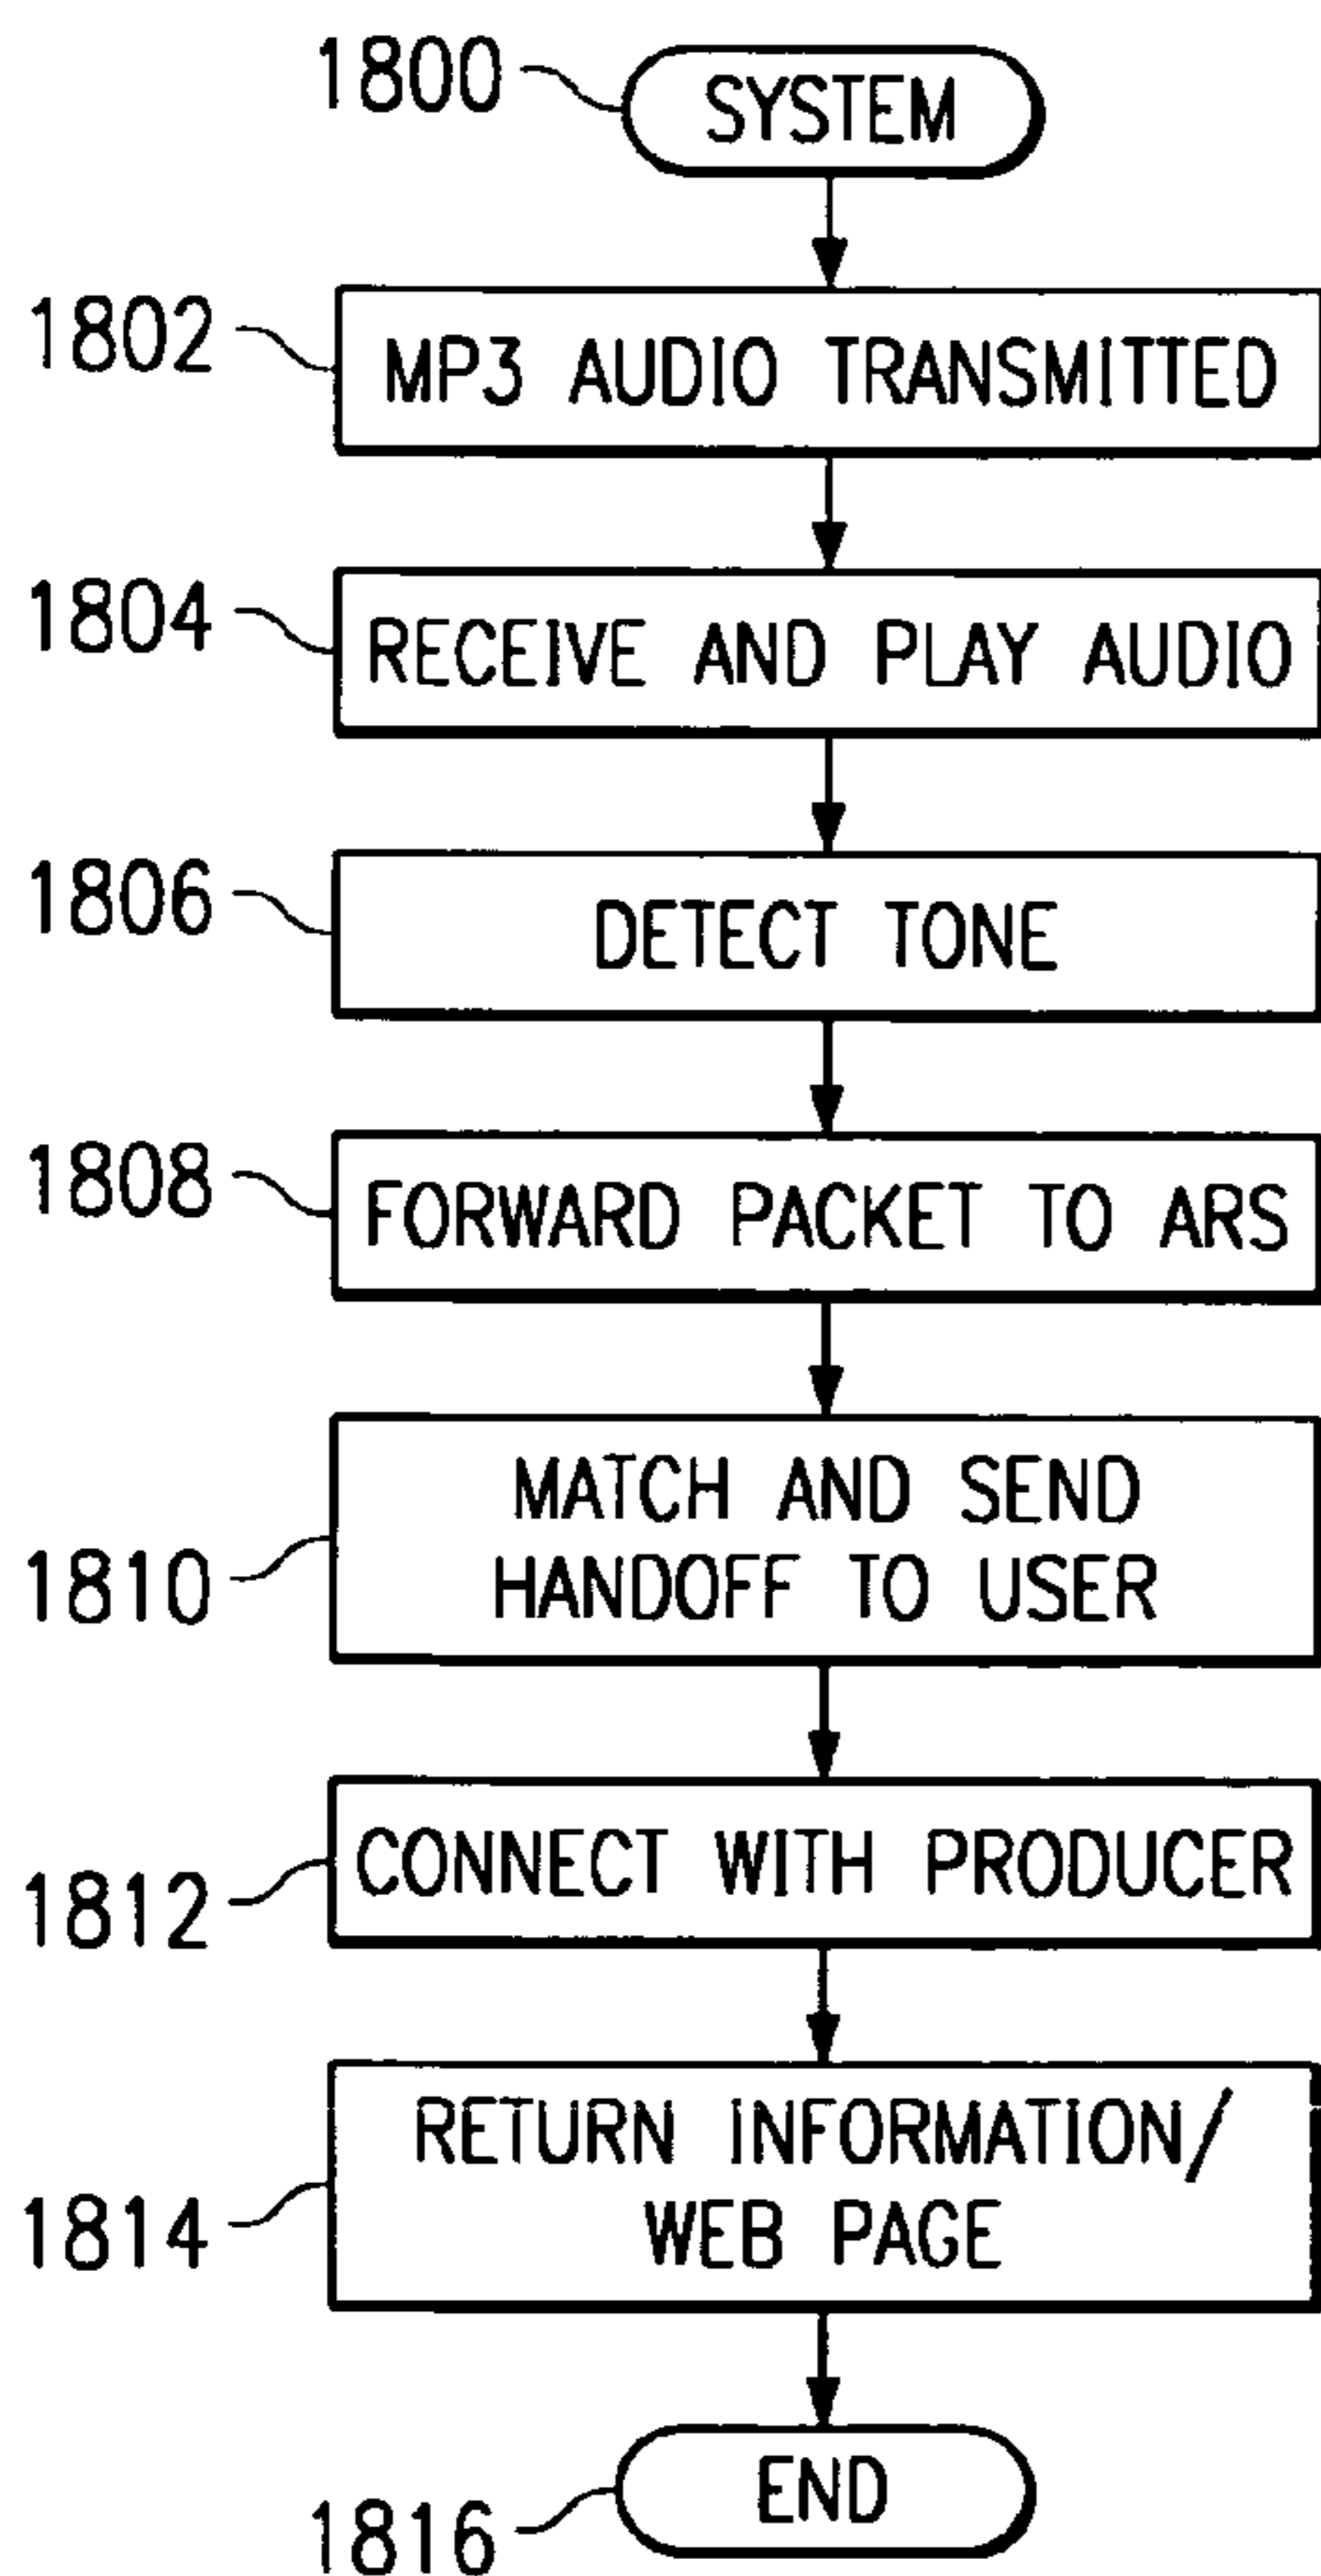 1800
SYSTEM
1802
MP3 AUDIO TRANSMITTED
1804
RECEIVE AND PLAY AUDIO
1806
DETECT TONE
1808
FORWARD PACKET TO ARS
1810
MATCH AND SEND
HANDOFF TO USER
1812
CONNECT WITH PRODUCER
1814
RETURN INFORMATION/
WEB PAGE
1816
END